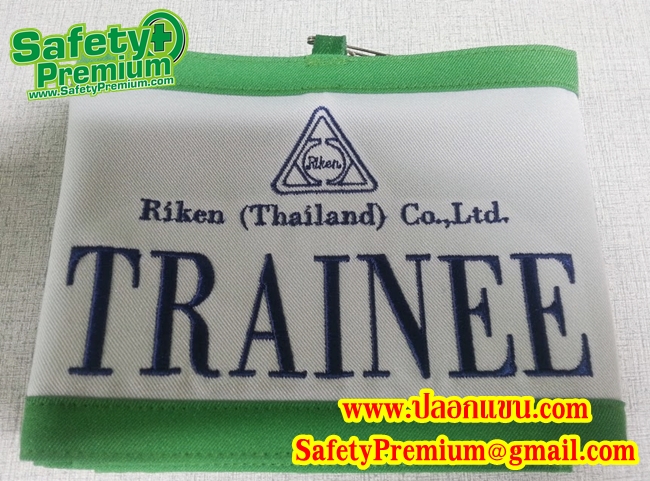 Safety
Premium
www.SafetyPremium.com
Riken
Riken (Thailand) Co.,Ltd.
TRAINEE
www.ปลอกแขน.com
SafetyPremium@gmail.com